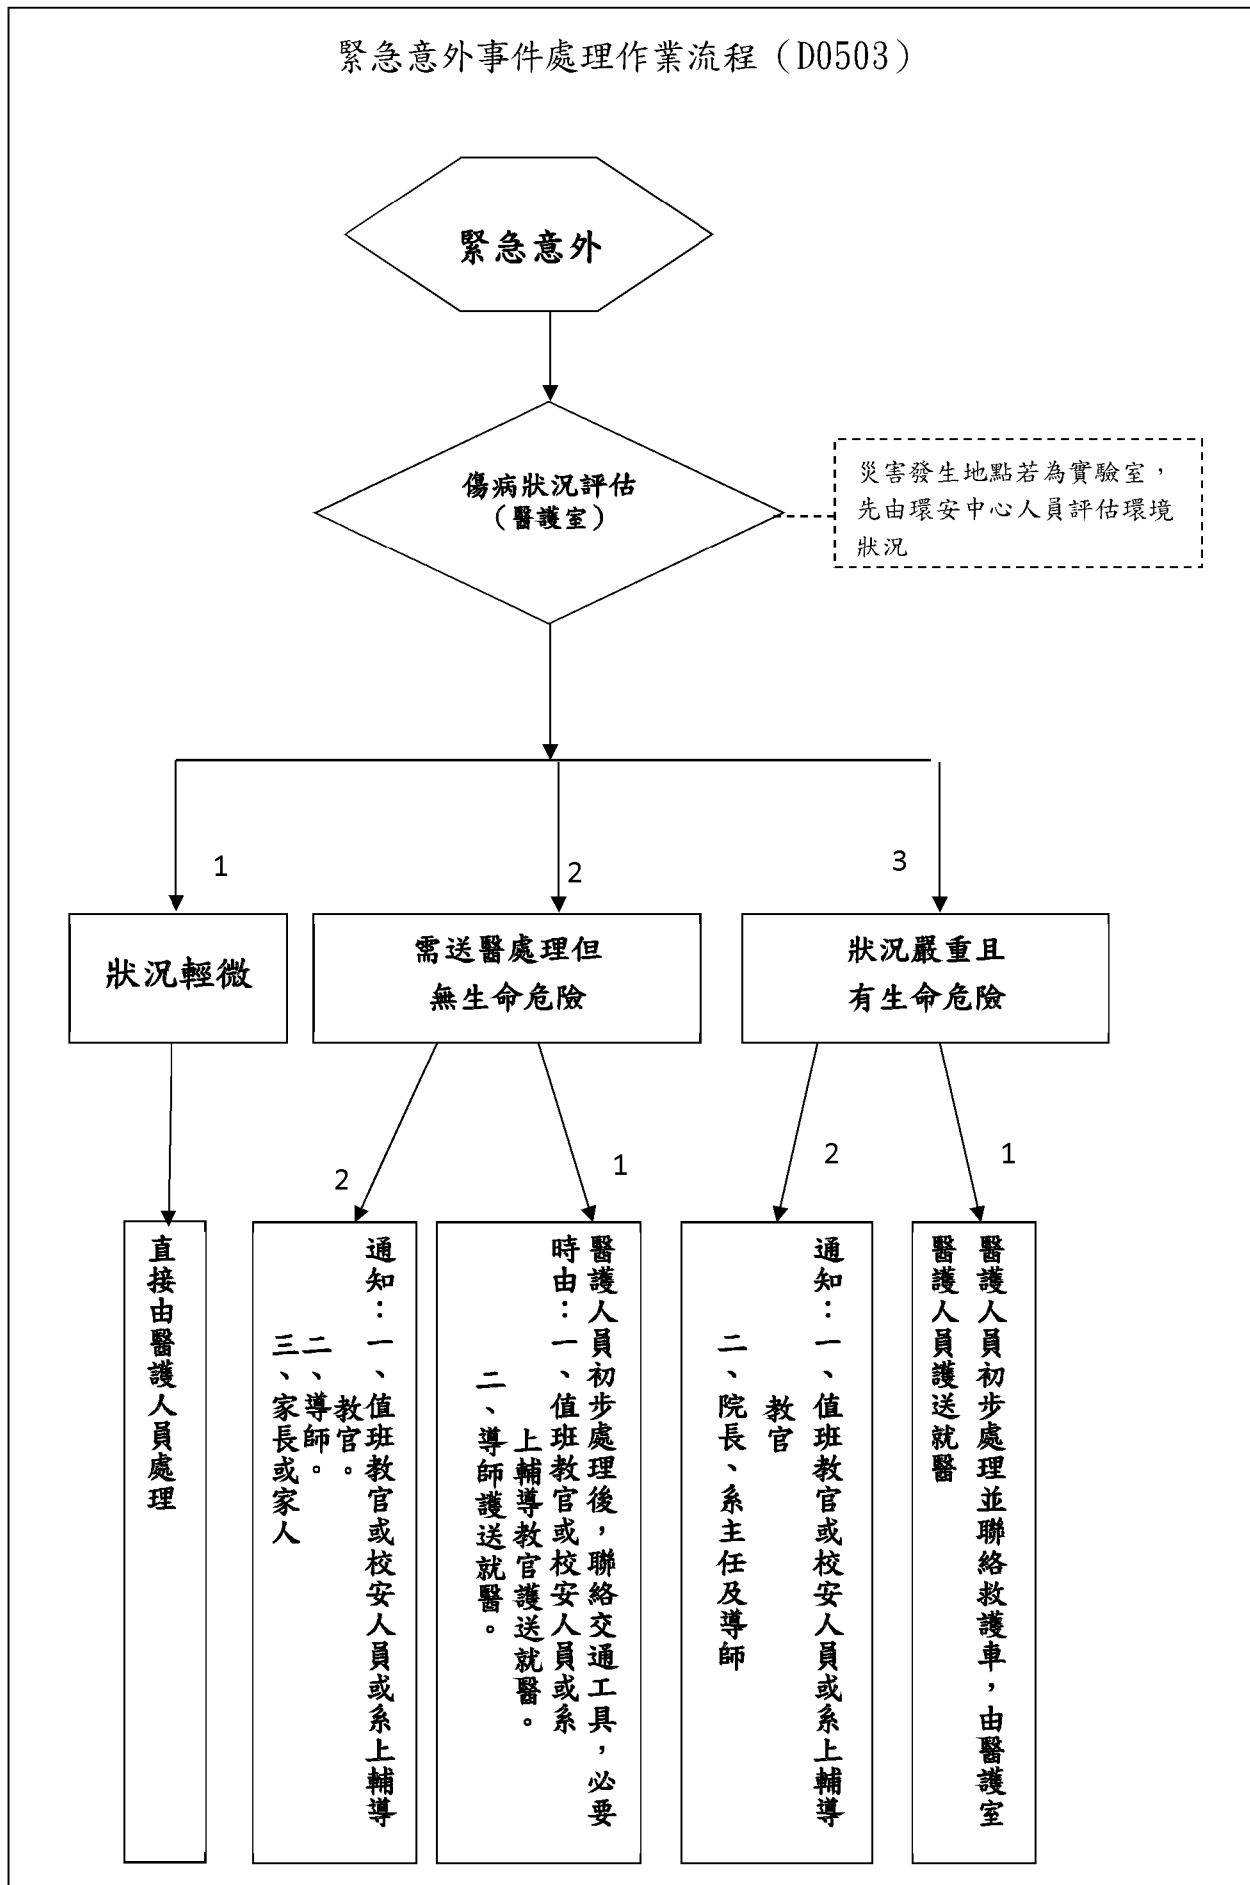 緊急意外事件處理作業流程（D0503）
緊急意外
傷病狀況評估
（醫護室）
災害發生地點若為實驗室，
先由環安中心人員評估環境
狀況
1
2
3
狀況輕微
需送醫處理但
無生命危險
狀況嚴重且
有生命危險
2
1
2
1
直接由醫護人員處理
通知：一、值班教官或校安人員或系上輔導
教官。
二、導師。
三、家長或家人
醫護人員初步處理後，聯絡交通工具，必要
時由：一、值班教官或校安人員或系
上輔導教官護送就醫。
二、導師護送就醫。
通知：一、值班教官或校安人員或系上輔導
教官
二、院長、系主任及導師
醫護人員初步處理並聯絡救護車，由醫護室
醫護人員護送就醫